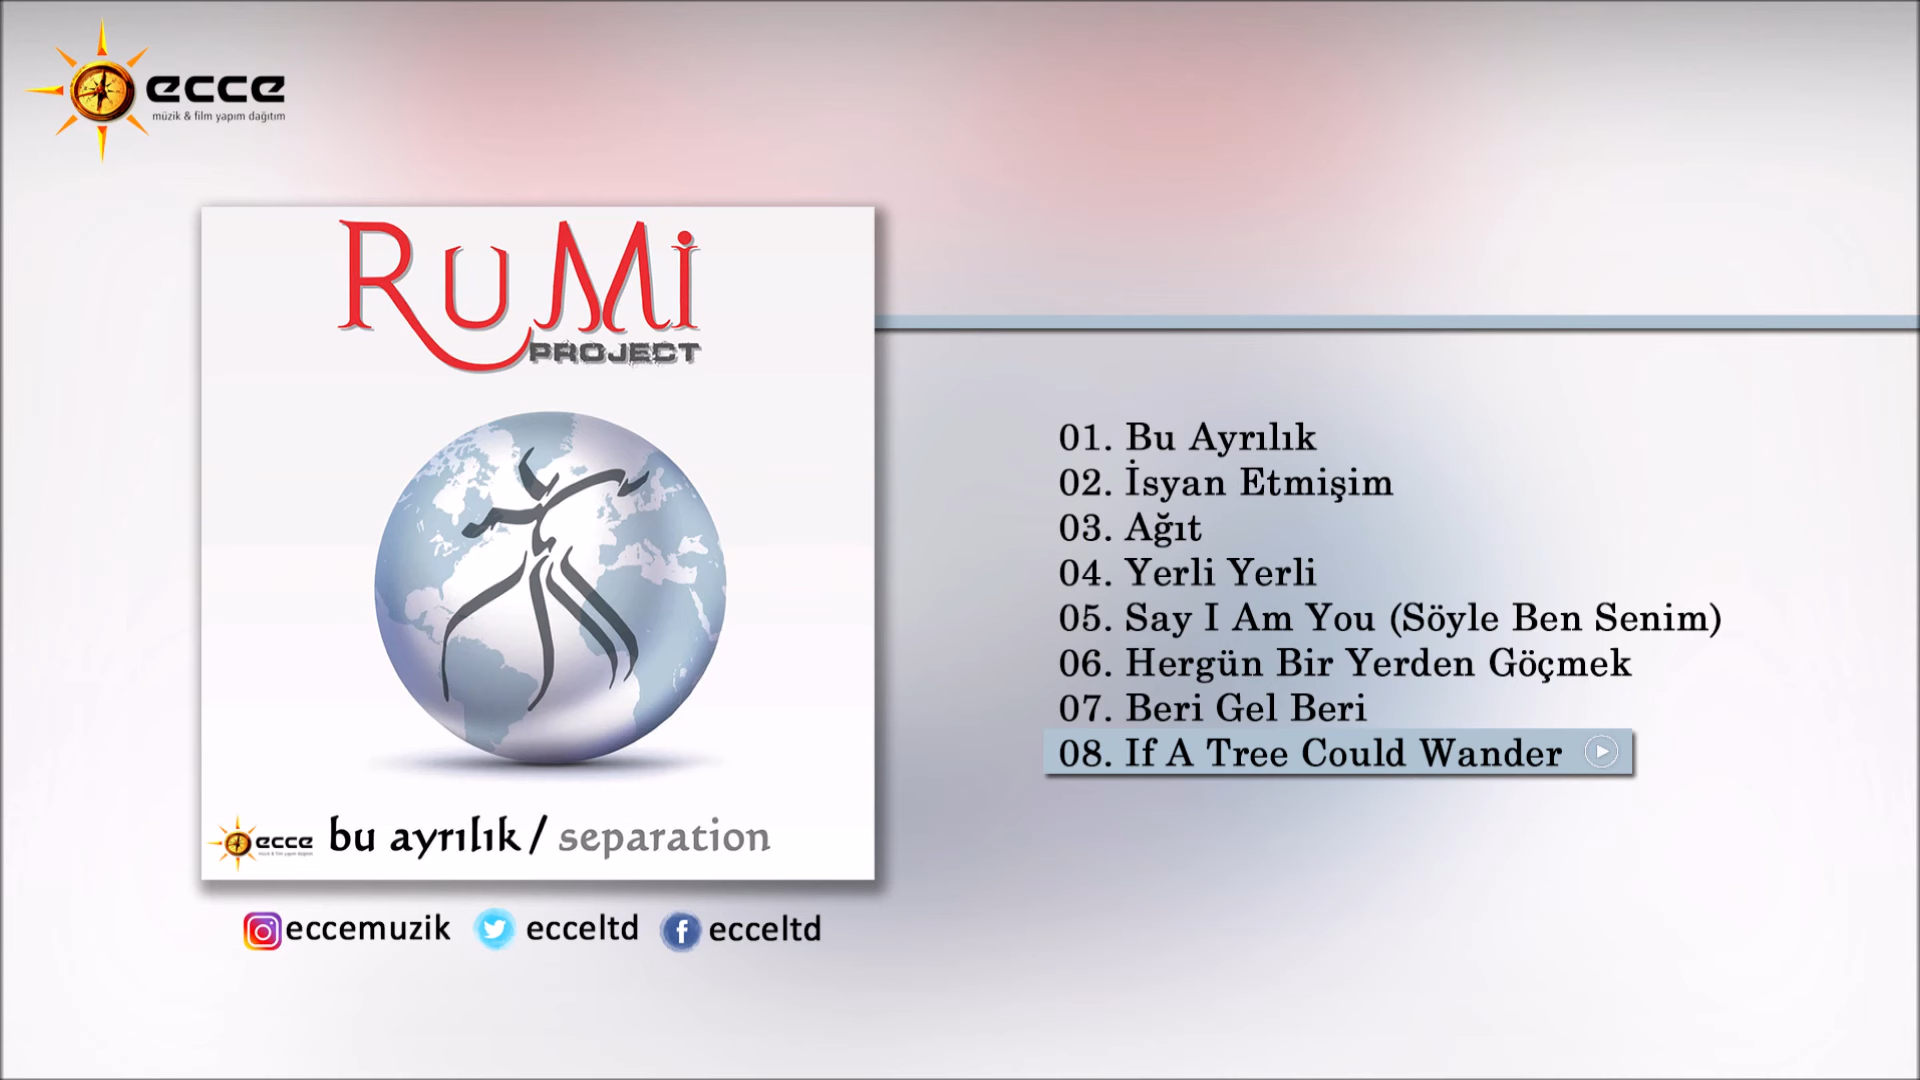 ecce
müzik & film yapım dağıtım
RuMi
PROJECT
ecce
bu ayrılık / separation
eccemuzik
ecceltd
ecceltd
01. Bu Ayrılık
02. İsyan Etmişim
03. Ağıt
04. Yerli Yerli
05. Say I Am You (Söyle Ben Senim)
06. Hergün Bir Yerden Göçmek
07. Beri Gel Beri
08. If A Tree Could Wander